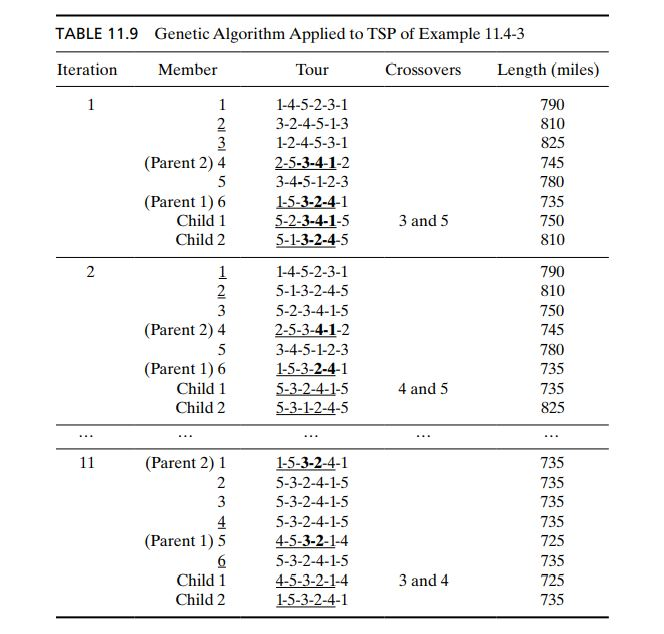 TABLE 11.9 Genetic Algorithm Applied to TSP of Example 11.4-3
Iteration Member Tour Crossovers Length (miles)
1 1 1-4-5-2-3-1 790
2 3-2-4-5-1-3 810
3 1-2-4-5-3-1 825
(Parent 2) 4 2-5-3-4-1-2 745
5 3-4-5-1-2-3 780
(Parent 1) 6 1-5-3-2-4-1 735
Child 1 5-2-3-4-1-5 3 and 5 750
Child 2 5-1-3-2-4-5 810
2 1 1-4-5-2-3-1 790
2 5-1-3-2-4-5 810
3 5-2-3-4-1-5 750
(Parent 2) 4 2-5-3-4-1-2 745
5 3-4-5-1-2-3 780
(Parent 1) 6 1-5-3-2-4-1 735
Child 1 5-3-2-4-1-5 4 and 5 735
Child 2 5-3-1-2-4-5 825
... ... ... ... ...
11 (Parent 2) 1 1-5-3-2-4-1 735
2 5-3-2-4-1-5 735
3 5-3-2-4-1-5 735
4 5-3-2-4-1-5 735
(Parent 1) 5 4-5-3-2-1-4 725
6 5-3-2-4-1-5 735
Child 1 4-5-3-2-1-4 3 and 4 725
Child 2 1-5-3-2-4-1 735